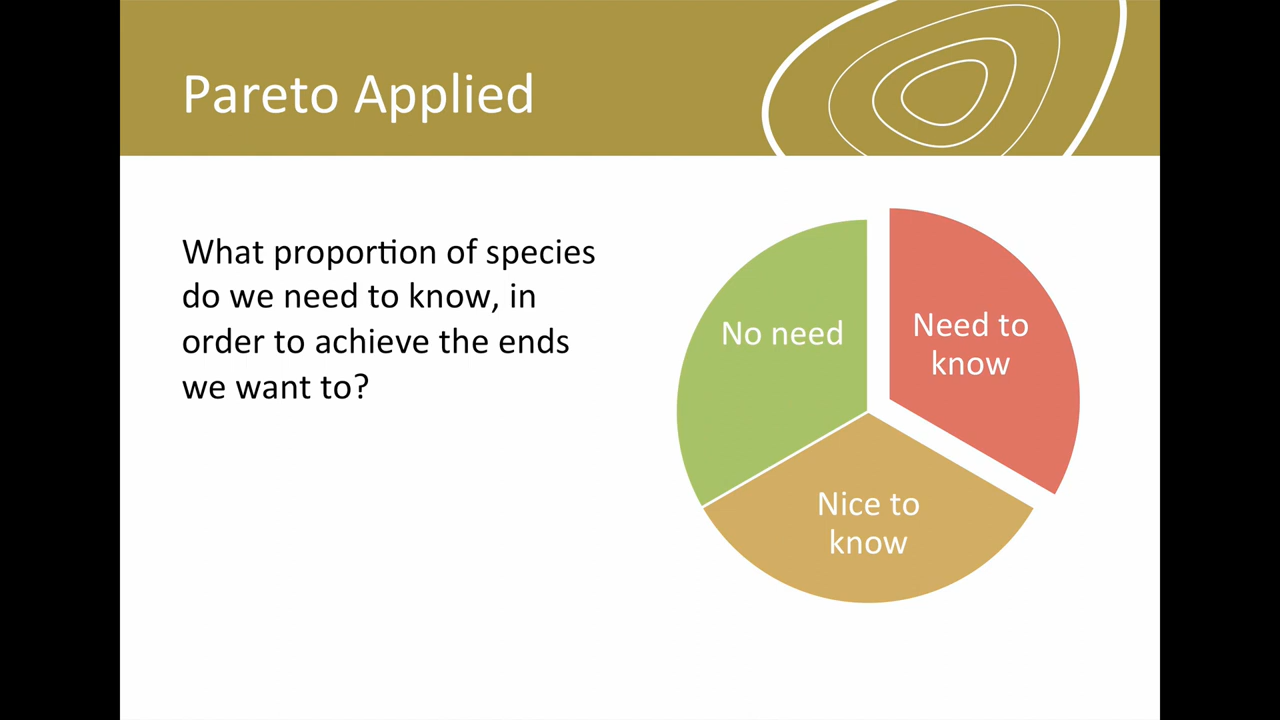 Pareto Applied
What proportion of species
do we need to know, in
order to achieve the ends
we want to?
No need
Need to
know
Nice to
know